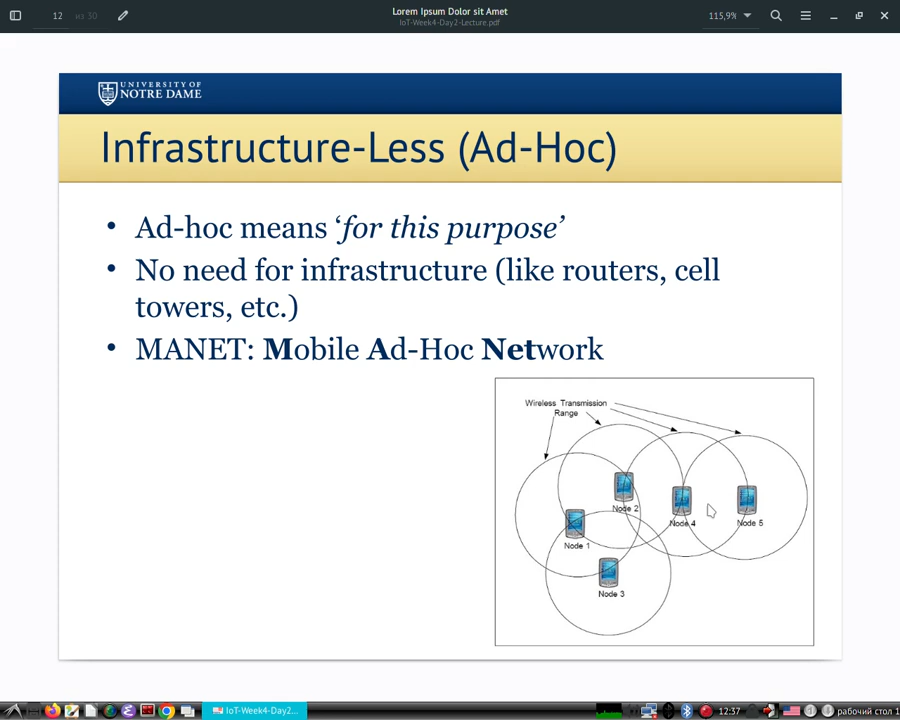 12 из 30
Lorem Ipsum Dolor sit Amet
IoT-Week4-Day2-Lecture.pdf
115,9%
UNIVERSITY OF
NOTRE DAME
Infrastructure-Less (Ad-Hoc)
• Ad-hoc means ‘for this purpose’
• No need for infrastructure (like routers, cell
towers, etc.)
• MANET: Mobile Ad-Hoc Network
Wireless Transmission
Range
Node 2
Node 4
Node 5
Node 1
Node 3
IoT-Week4-Day2...
12:37
рабочий стол 1